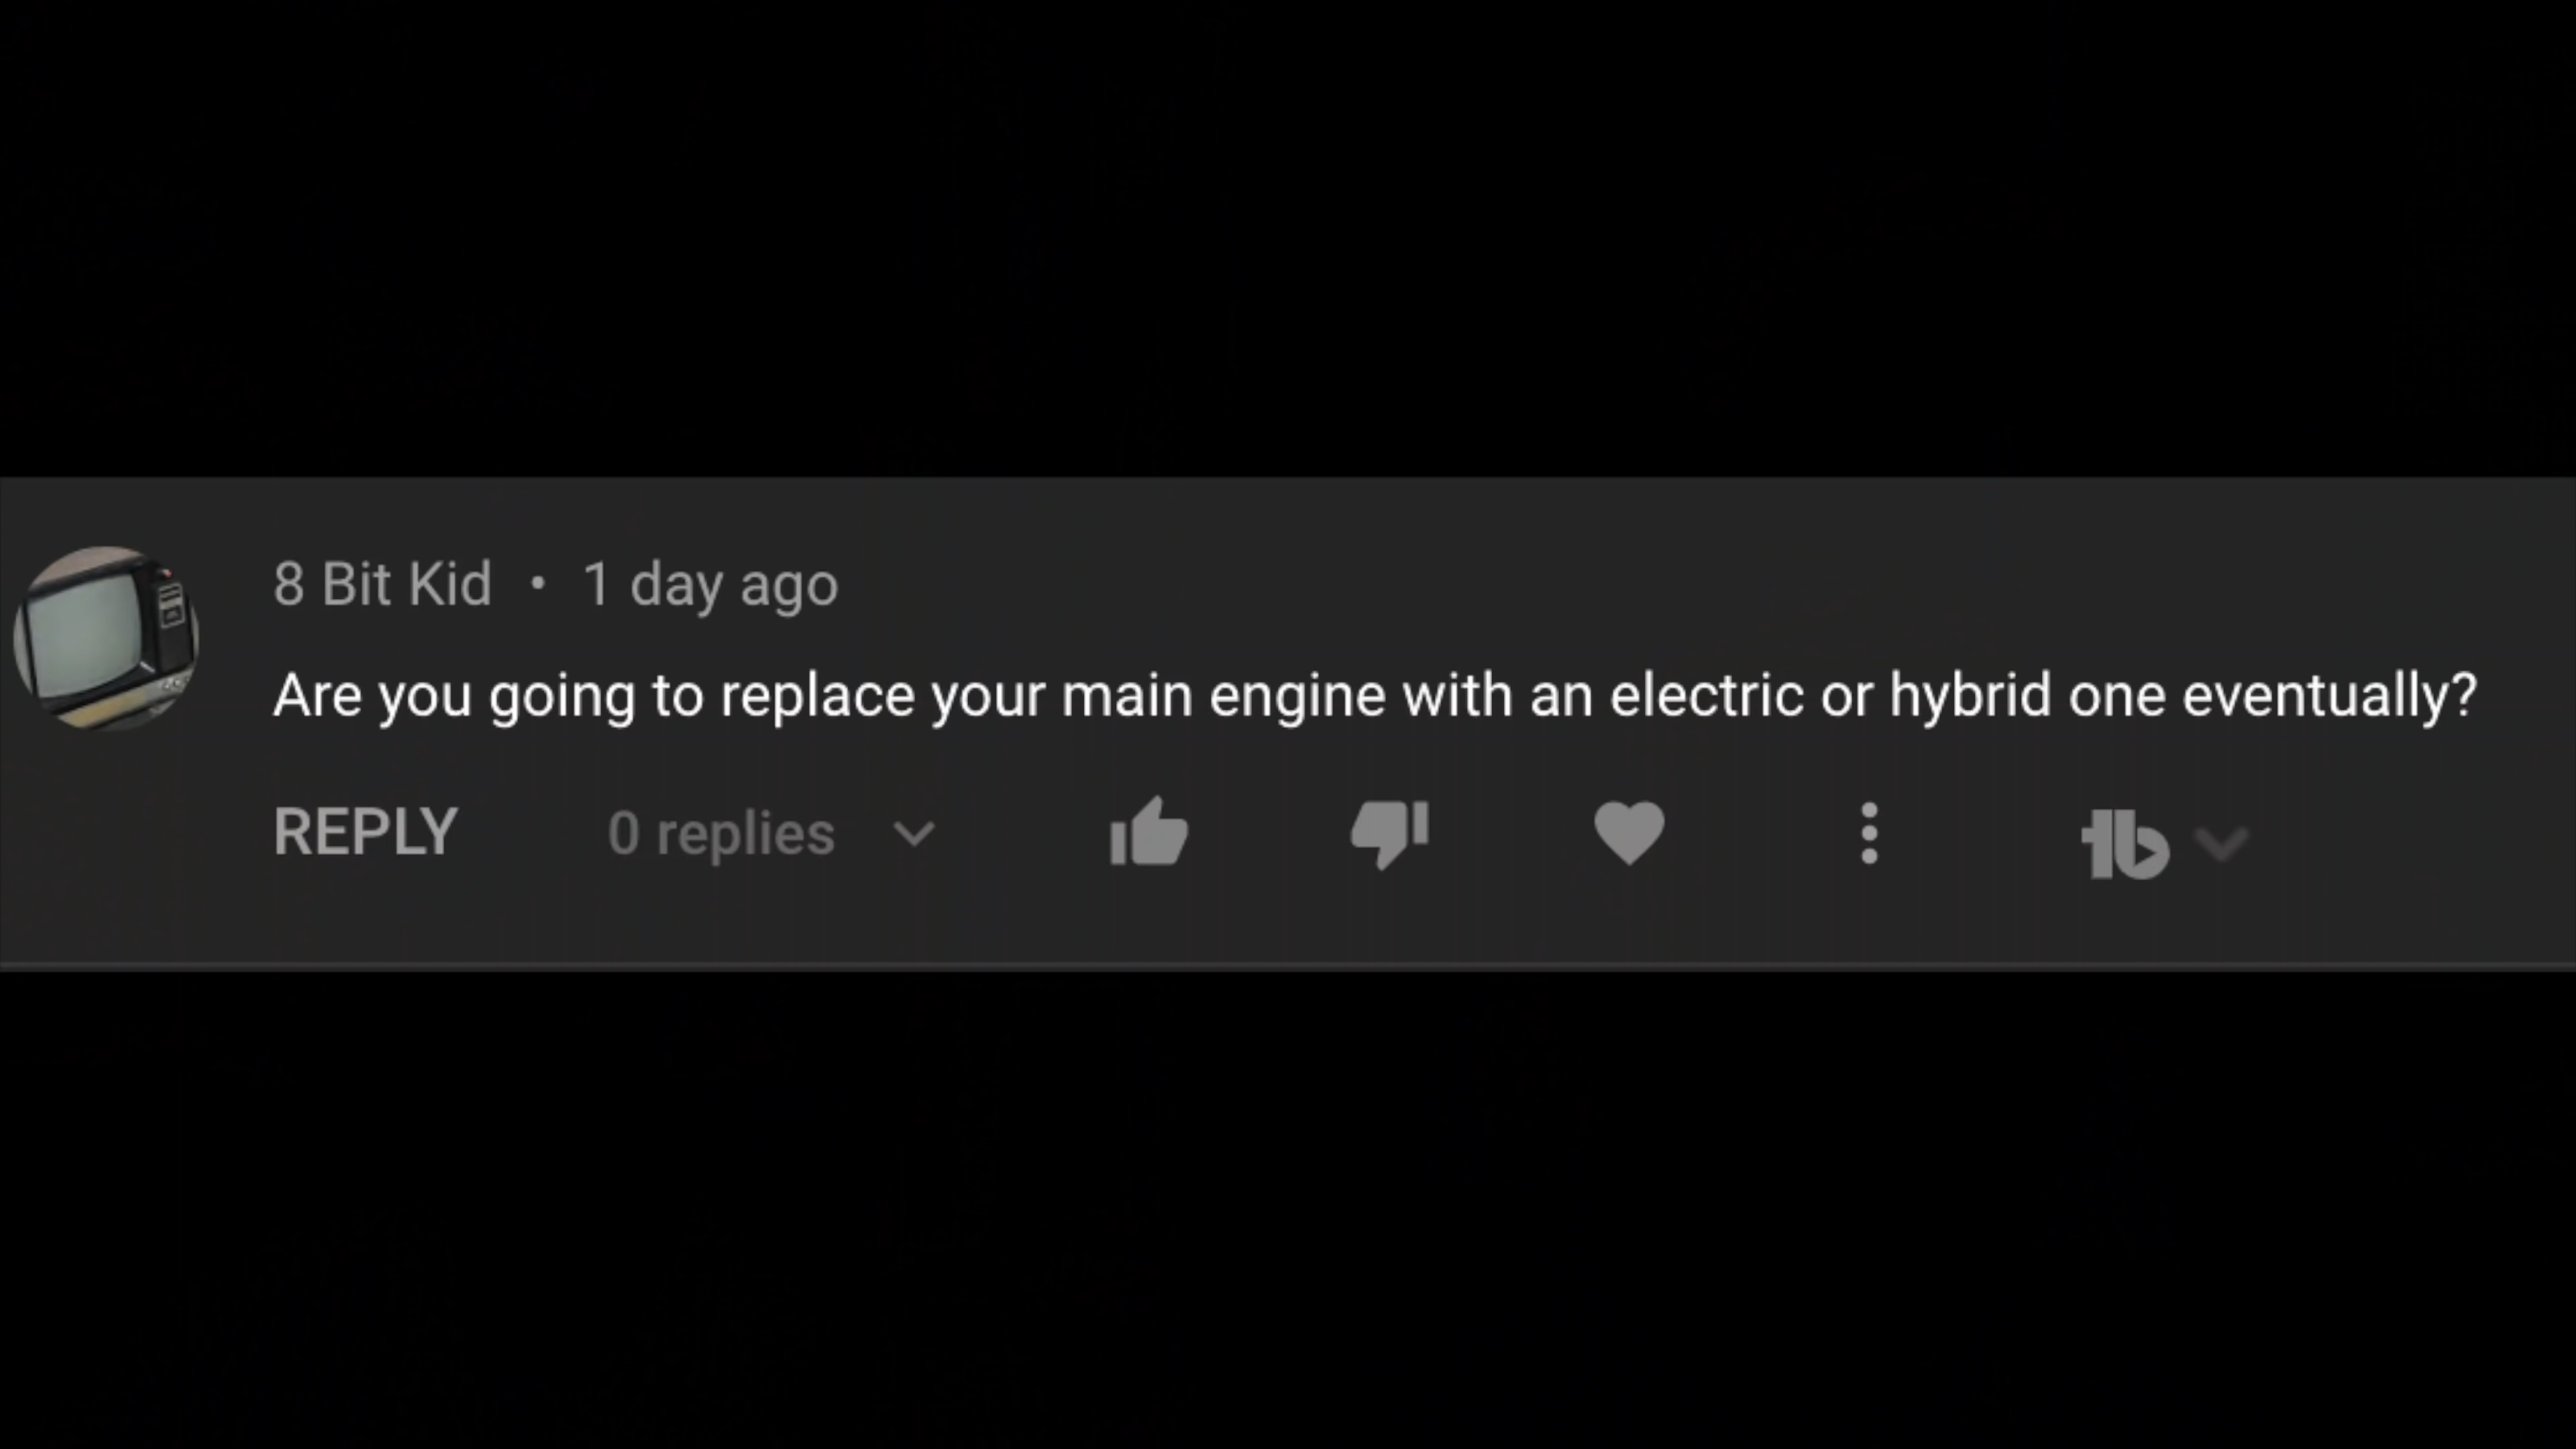 8 Bit Kid • 1 day ago
Are you going to replace your main engine with an electric or hybrid one eventually?
REPLY 0 replies
tb